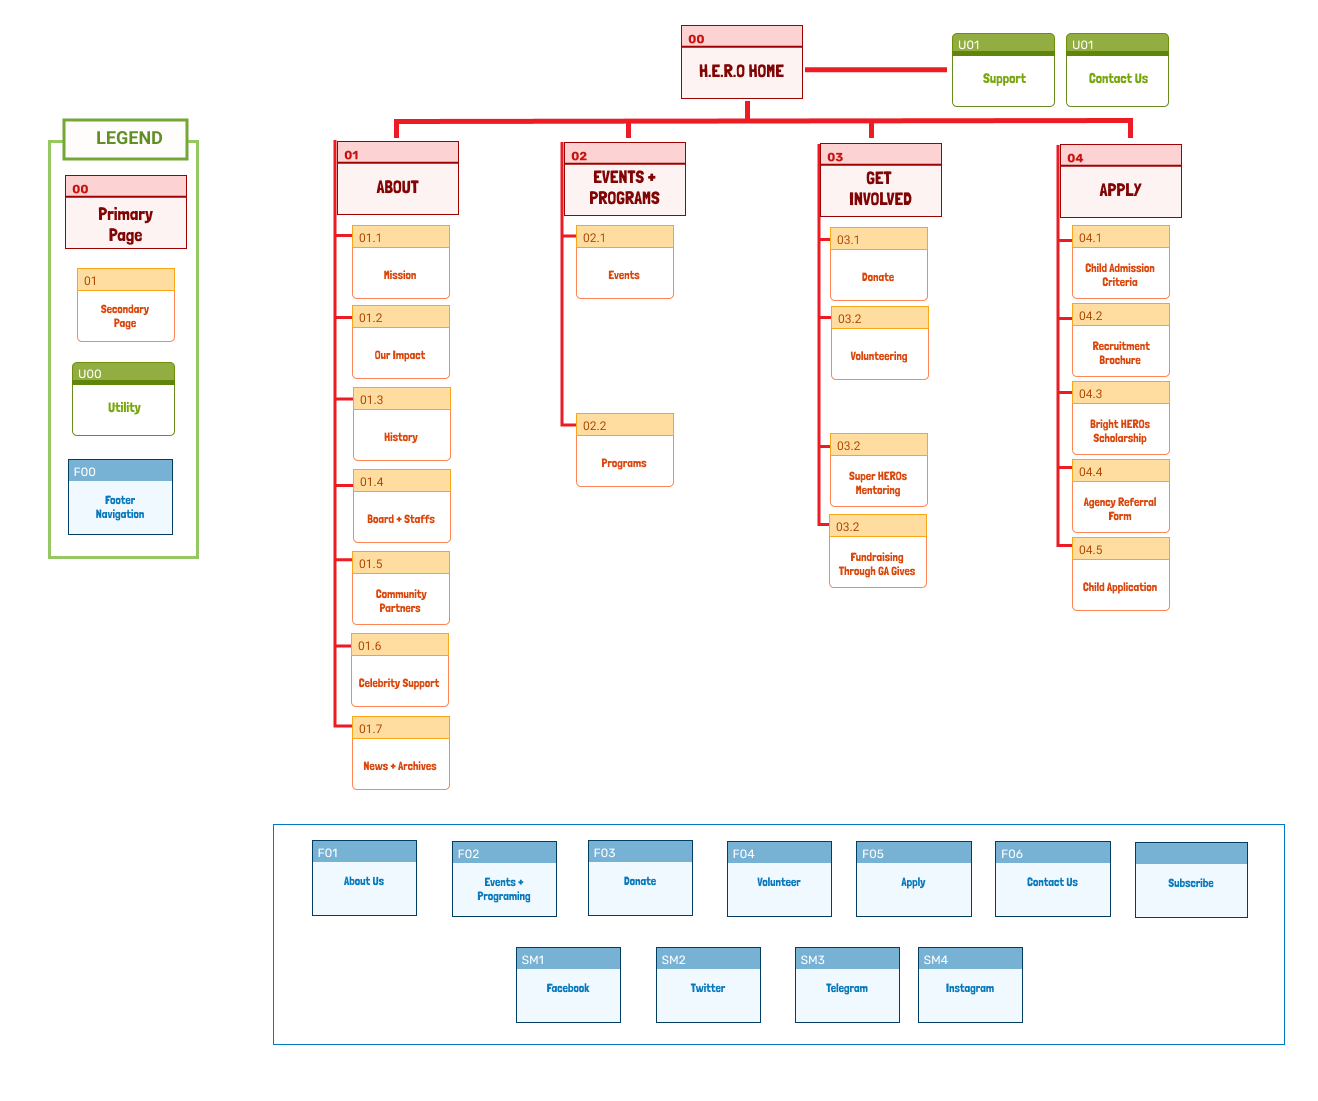 00
H.E.R.O HOME
U01
Support
U01
Contact Us
LEGEND
00
Primary
Page
01
Secondary
Page
U00
Utility
F00
Footer
Navigation
01
ABOUT
01.1
Mission
01.2
Our Impact
01.3
History
01.4
Board + Staffs
01.5
Community
Partners
01.6
Celebrity Support
01.7
News + Archives
02
EVENTS +
PROGRAMS
02.1
Events
02.2
Programs
03
GET
INVOLVED
03.1
Donate
03.2
Volunteering
03.2
Super HEROs
Mentoring
03.2
Fundraising
Through GA Gives
04
APPLY
04.1
Child Admission
Criteria
04.2
Recruitment
Brochure
04.3
Bright HEROs
Scholarship
04.4
Agency Referral
Form
04.5
Child Application
F01
About Us
F02
Events +
Programing
F03
Donate
F04
Volunteer
F05
Apply
F06
Contact Us
Subscribe
SM1
Facebook
SM2
Twitter
SM3
Telegram
SM4
Instagram